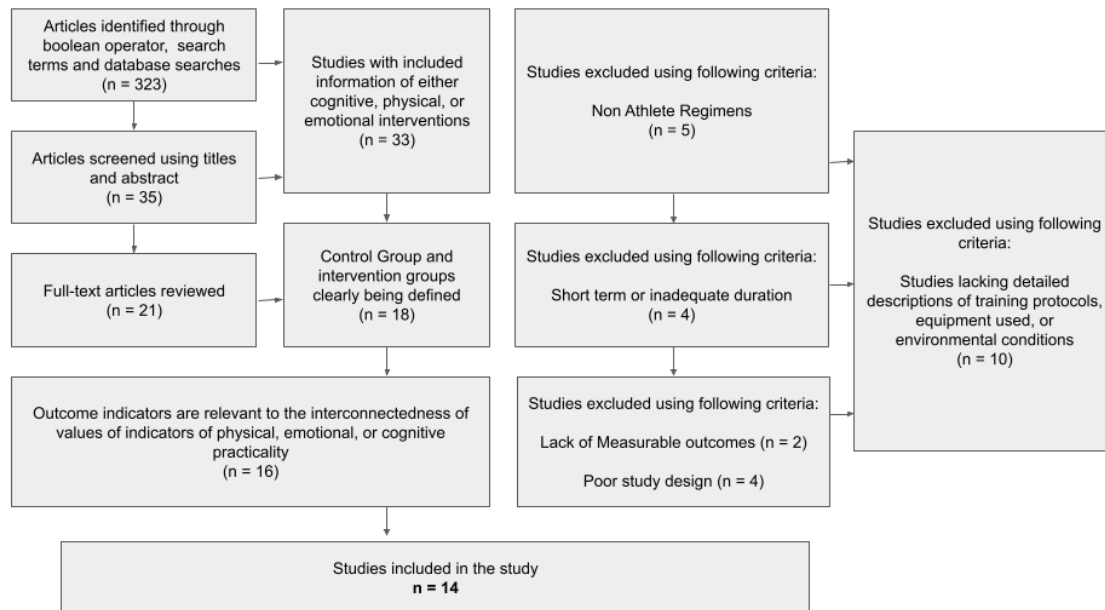 Articles identified through
boolean operator, search
terms and database searches
(n = 323)
Articles screened using titles
and abstract
(n = 35)
Full-text articles reviewed
(n = 21)
Studies with included
information of either
cognitive, physical, or
emotional interventions
(n = 33)
Control Group and
intervention groups
clearly being defined
(n = 18)
Outcome indicators are relevant to the interconnectedness of
values of indicators of physical, emotional, or cognitive
practicality
(n = 16)
Studies excluded using following criteria:
Non Athlete Regimens
(n = 5)
Studies excluded using following criteria:
Short term or inadequate duration
(n = 4)
Studies excluded using following criteria:
Lack of Measurable outcomes (n = 2)
Poor study design (n = 4)
Studies excluded using following
criteria:
Studies lacking detailed
descriptions of training protocols,
equipment used, or
environmental conditions
(n = 10)
Studies included in the study
n = 14